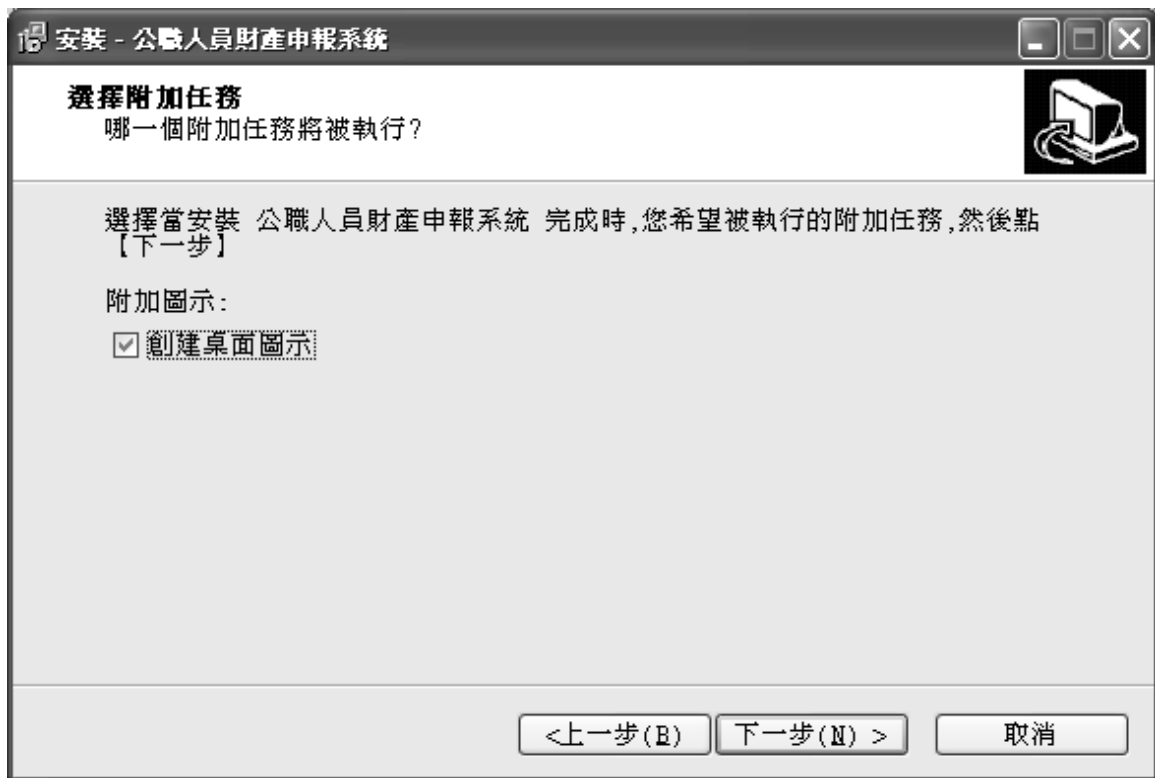 安裝 - 公職人員財產申報系統
選擇附加任務
哪一個附加任務將被執行?
選擇當安裝 公職人員財產申報系統 完成時,您希望被執行的附加任務,然後點
【下一步】
附加圖示:
創建桌面圖示
<上一步(B) 下一步(N) > 取消